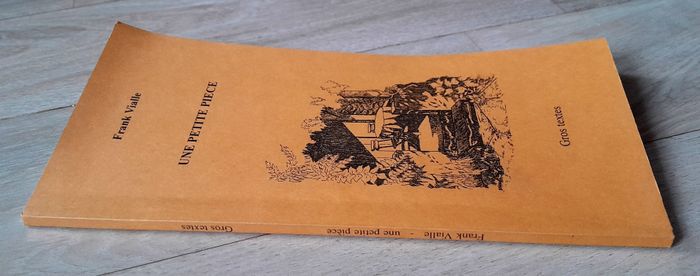 Frank Vialle
UNE PETITE PIECE
Gros textes
Frank Vialle - une petite pièce Gros textes